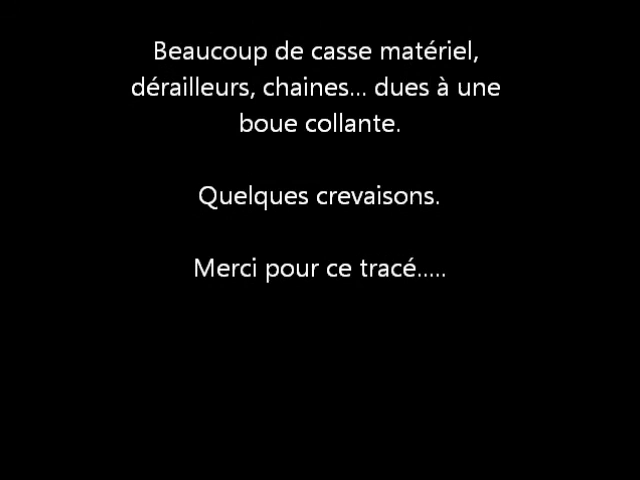 Beaucoup de casse matériel,
dérailleurs, chaines... dues à une
boue collante.
Quelques crevaisons.
Merci pour ce tracé.....